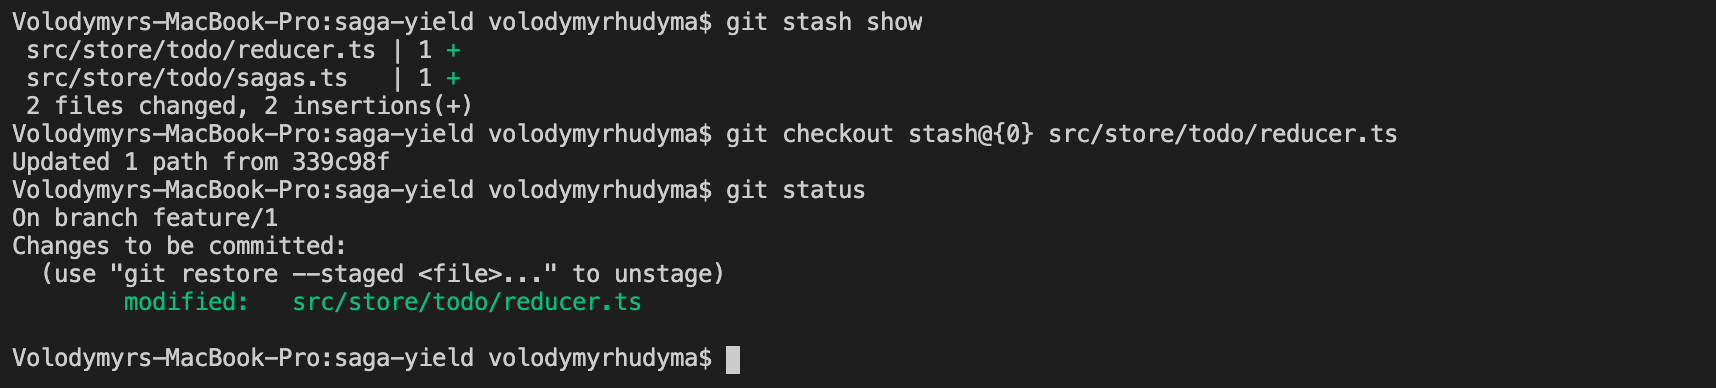 Volodymyrs-MacBook-Pro:saga-yield volodymyrhudyma$ git stash show
 src/store/todo/reducer.ts | 1 +
 src/store/todo/sagas.ts   | 1 +
 2 files changed, 2 insertions(+)
Volodymyrs-MacBook-Pro:saga-yield volodymyrhudyma$ git checkout stash@{0} src/store/todo/reducer.ts
Updated 1 path from 339c98f
Volodymyrs-MacBook-Pro:saga-yield volodymyrhudyma$ git status
On branch feature/1
Changes to be committed:
  (use "git restore --staged <file>..." to unstage)
        modified:   src/store/todo/reducer.ts

Volodymyrs-MacBook-Pro:saga-yield volodymyrhudyma$